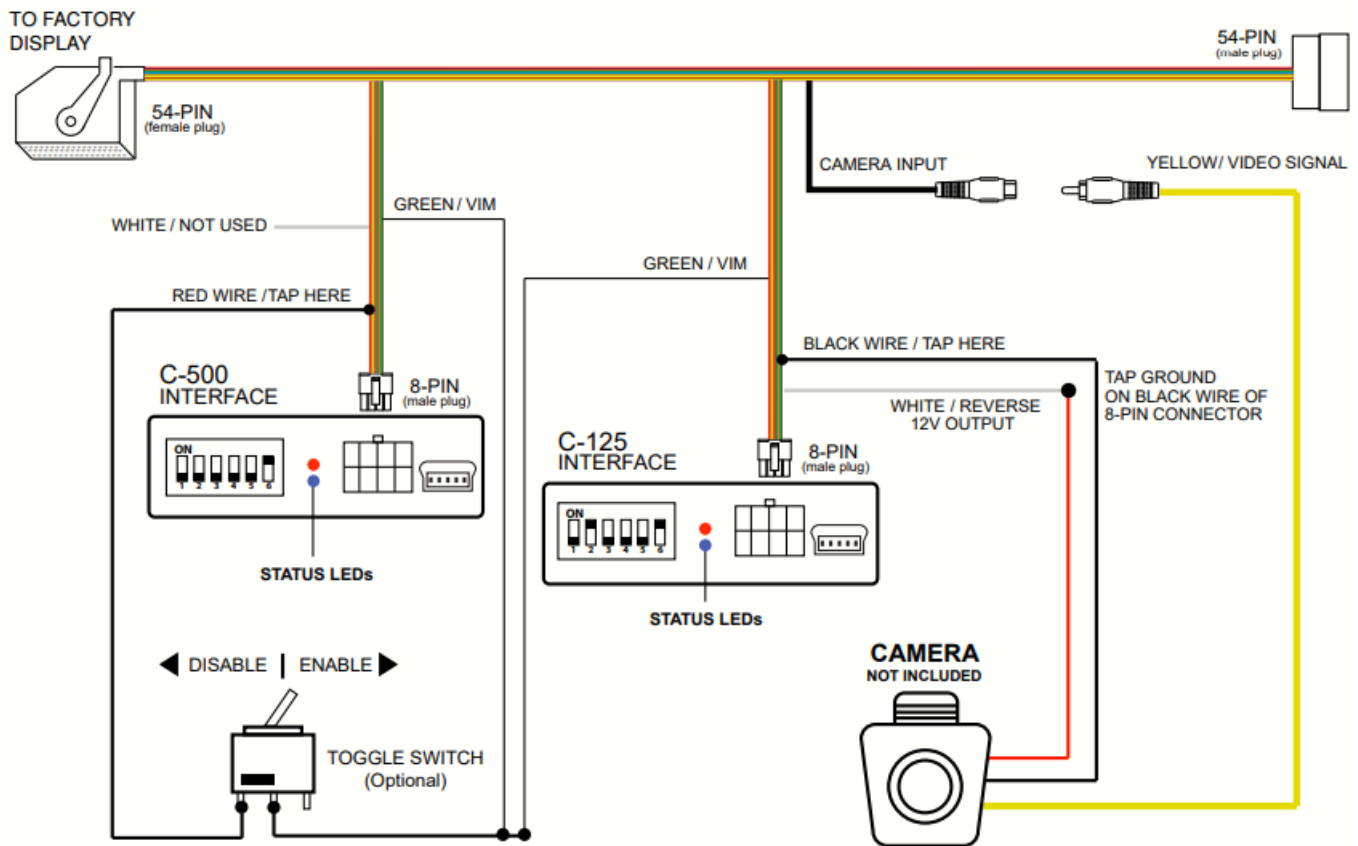 TO FACTORY
DISPLAY
54-PIN
(male plug)
54-PIN
(female plug)
CAMERA INPUT
YELLOW/ VIDEO SIGNAL
GREEN / VIM
WHITE / NOT USED
GREEN / VIM
RED WIRE /TAP HERE
BLACK WIRE / TAP HERE
C-500
INTERFACE
8-PIN
(male plug)
TAP GROUND
ON BLACK WIRE OF
8-PIN CONNECTOR
WHITE / REVERSE
12V OUTPUT
C-125
INTERFACE
8-PIN
(male plug)
ON
1 2 3 4 5 6
ON
1 2 3 4 5 6
STATUS LEDs
STATUS LEDs
DISABLE | ENABLE
CAMERA
NOT INCLUDED
TOGGLE SWITCH
(Optional)